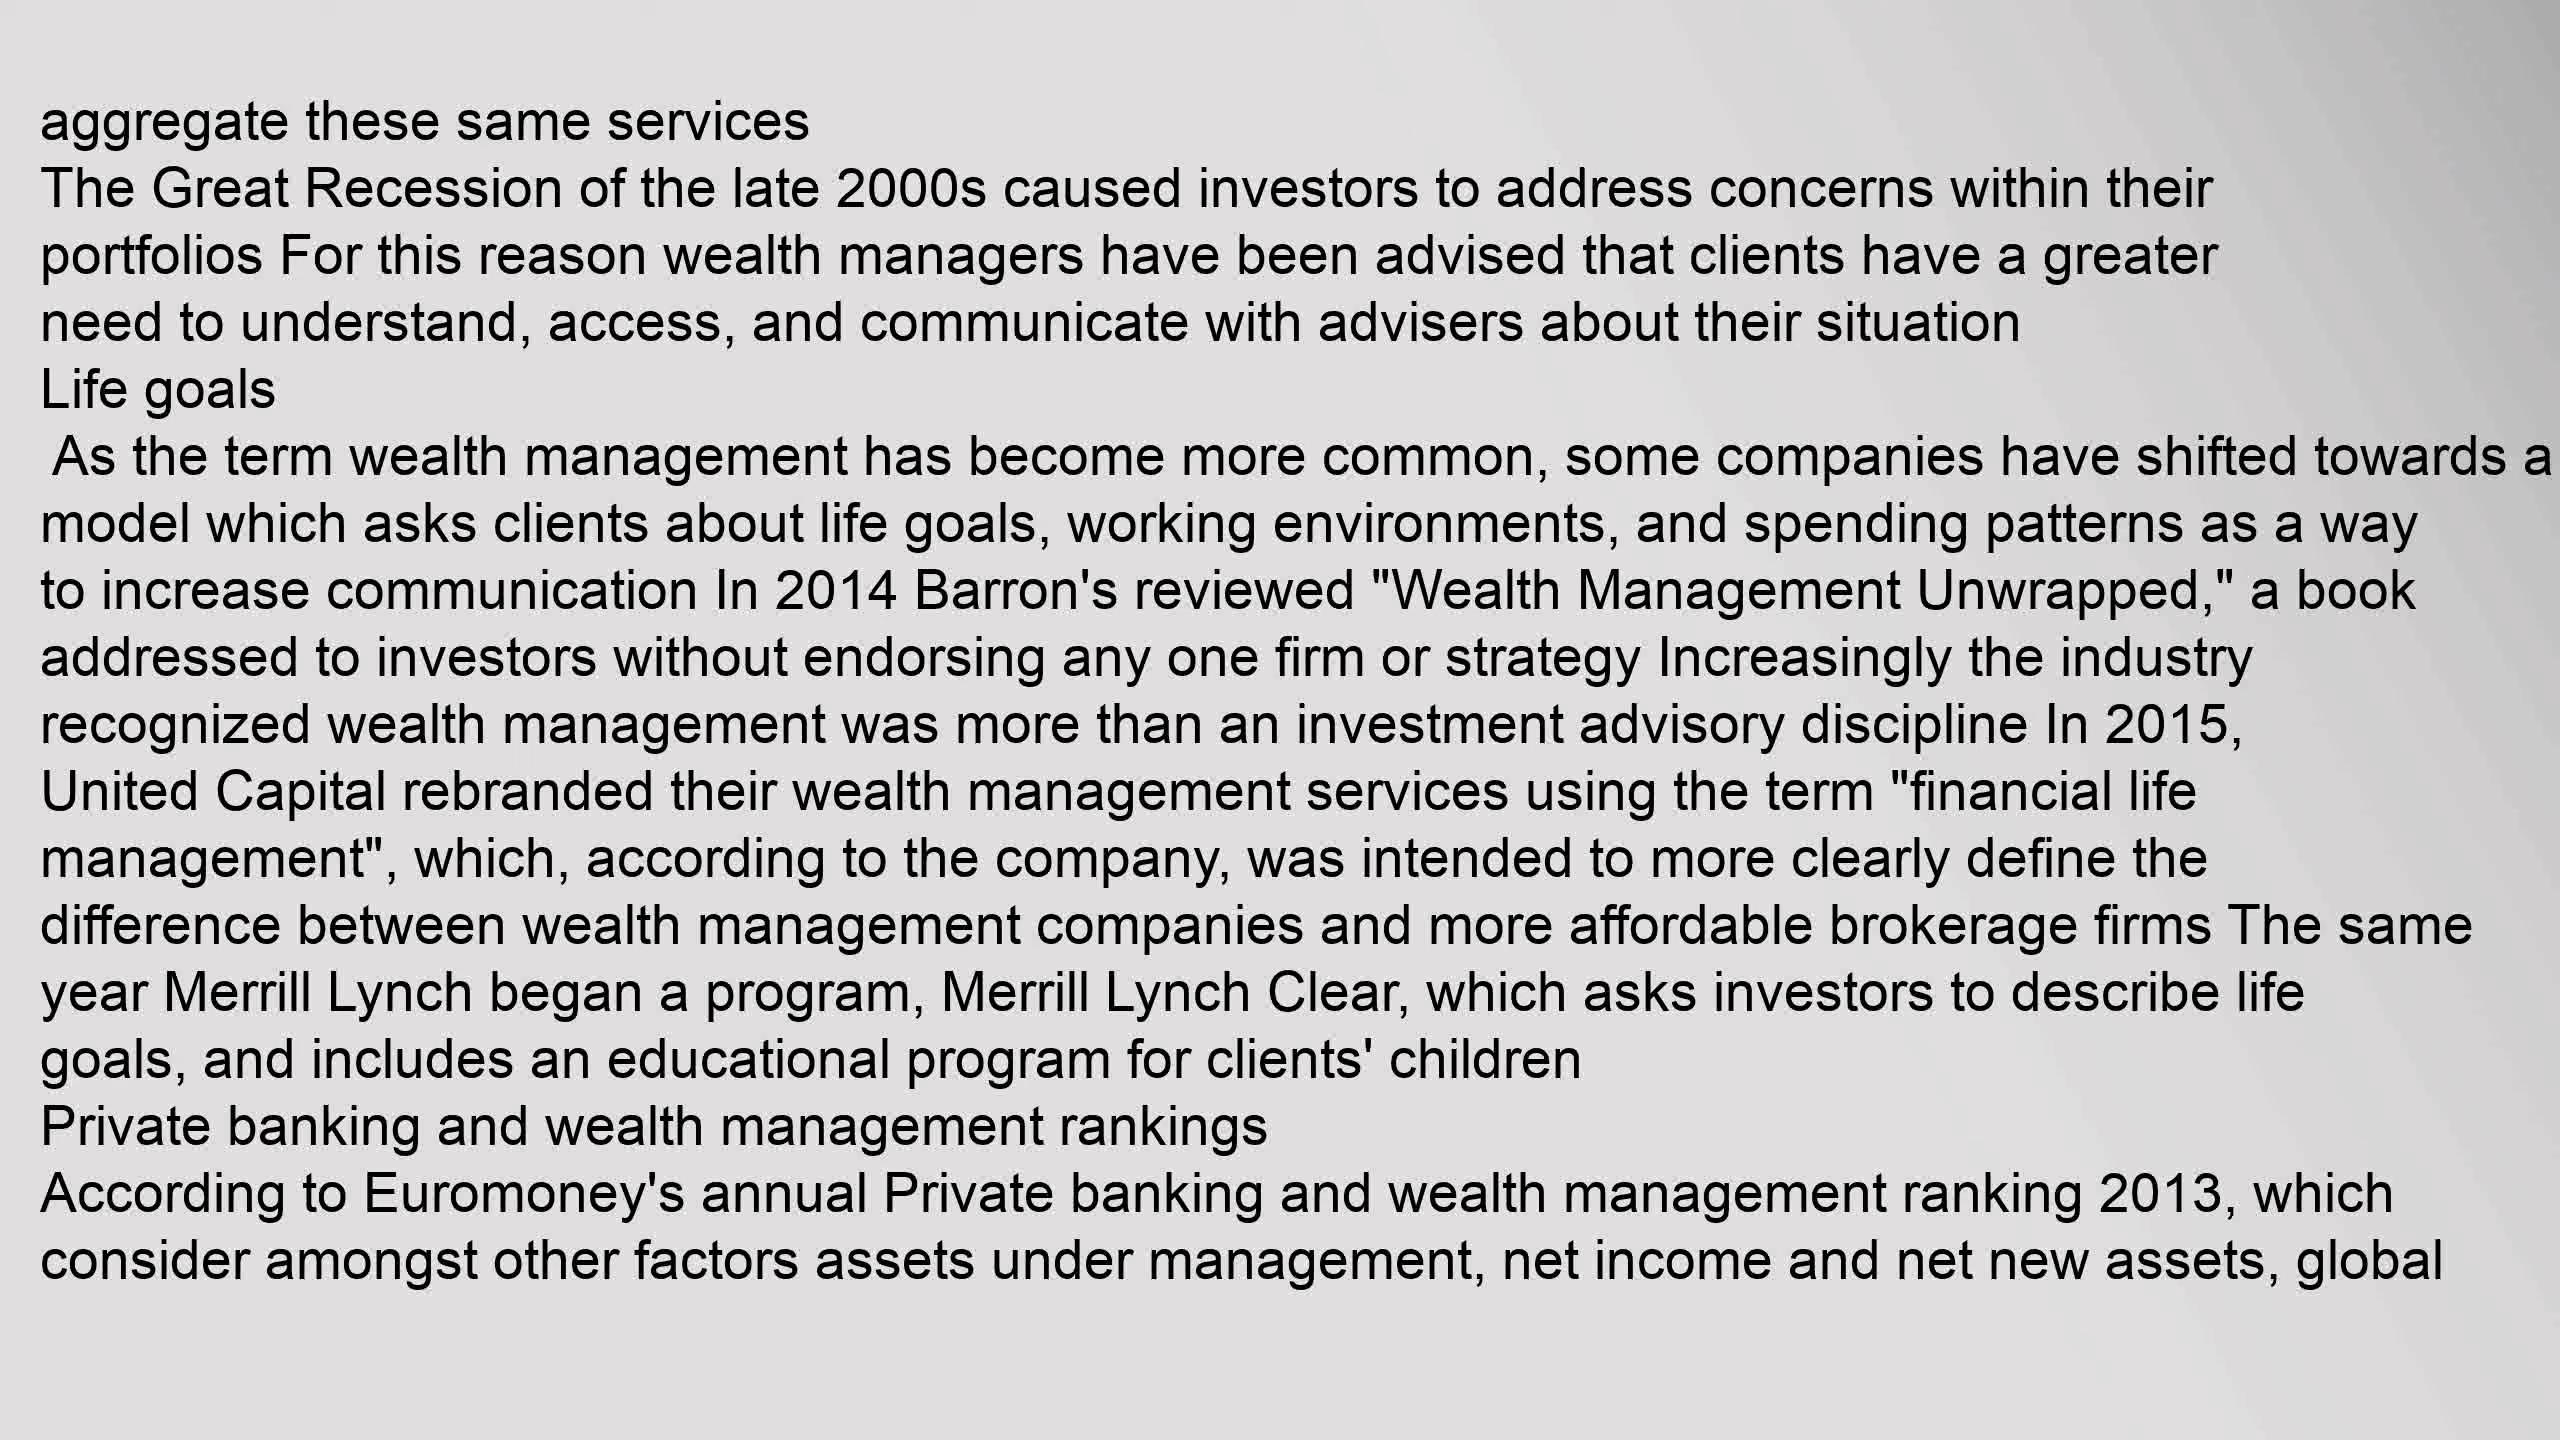 aggregate these same services
The Great Recession of the late 2000s caused investors to address concerns within their
portfolios For this reason wealth managers have been advised that clients have a greater
need to understand, access, and communicate with advisers about their situation
Life goals
As the term wealth management has become more common, some companies have shifted towards a
model which asks clients about life goals, working environments, and spending patterns as a way
to increase communication In 2014 Barron's reviewed "Wealth Management Unwrapped," a book
addressed to investors without endorsing any one firm or strategy Increasingly the industry
recognized wealth management was more than an investment advisory discipline In 2015,
United Capital rebranded their wealth management services using the term "financial life
management", which, according to the company, was intended to more clearly define the
difference between wealth management companies and more affordable brokerage firms The same
year Merrill Lynch began a program, Merrill Lynch Clear, which asks investors to describe life
goals, and includes an educational program for clients' children
Private banking and wealth management rankings
According to Euromoney's annual Private banking and wealth management ranking 2013, which
consider amongst other factors assets under management, net income and net new assets, global